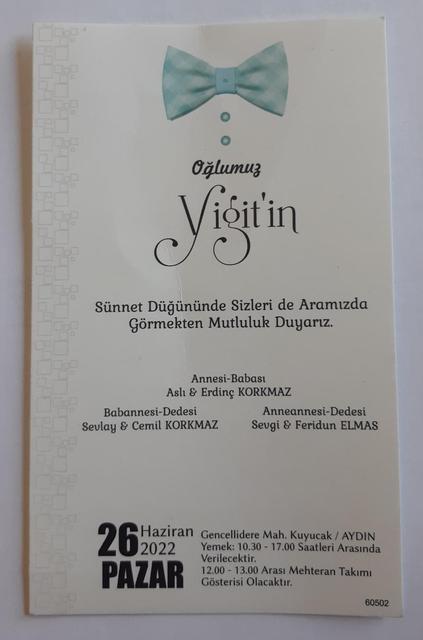 Oğlumuz
Yiğit'in
Sünnet Düğününde Sizleri de Aramızda
Görmekten Mutluluk Duyarız.
Annesi-Babası
Aslı & Erdinç KORKMAZ
Babannesi-Dedesi
Sevlay & Cemil KORKMAZ
Anneannesi-Dedesi
Sevgi & Feridun ELMAS
26 Haziran
2022
PAZAR
Gencellidere Mah. Kuyucak / AYDIN
Yemek: 10.30 - 17.00 Saatleri Arasında
Verilecektir.
12.00 - 13.00 Arası Mehteran Takımı
Gösterisi Olacaktır.
60502